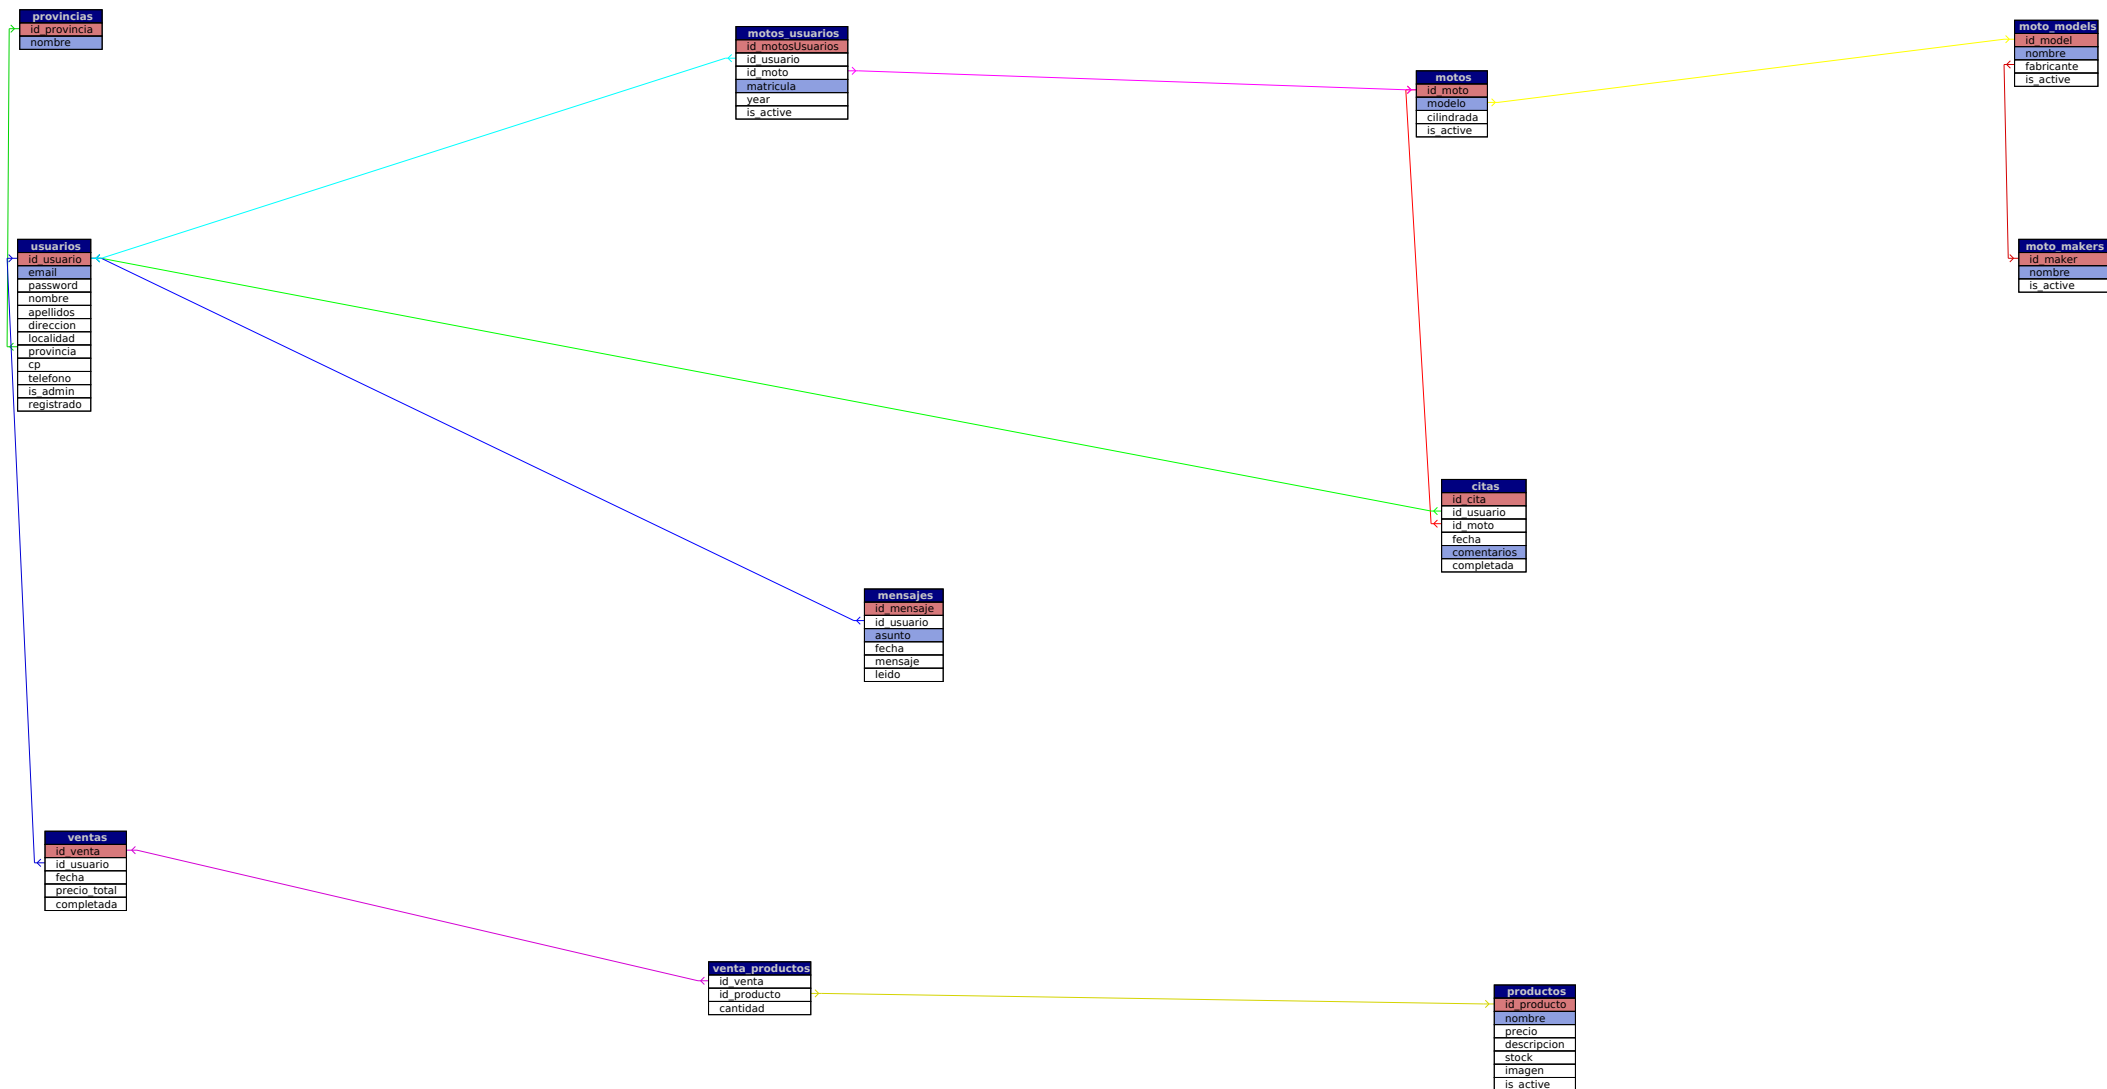 provincias
id_provincia
nombre
motos_usuarios
id_motosUsuarios
id_usuario
id_moto
matricula
year
is_active
motos
id_moto
modelo
cilindrada
is_active
moto_models
id_model
nombre
fabricante
is_active
usuarios
id_usuario
email
password
nombre
apellidos
direccion
localidad
provincia
cp
telefono
is_admin
registrado
moto_makers
id_maker
nombre
is_active
citas
id_cita
id_usuario
id_moto
fecha
comentarios
completada
mensajes
id_mensaje
id_usuario
asunto
fecha
mensaje
leido
ventas
id_venta
id_usuario
fecha
precio_total
completada
venta_productos
id_venta
id_producto
cantidad
productos
id_producto
nombre
precio
descripcion
stock
imagen
is_active